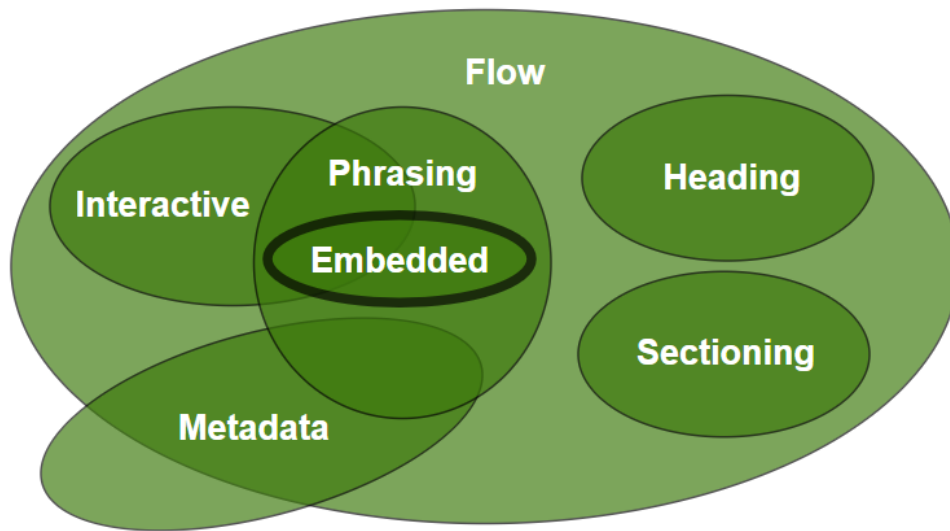 Flow
Phrasing
Heading
Interactive
Embedded
Sectioning
Metadata